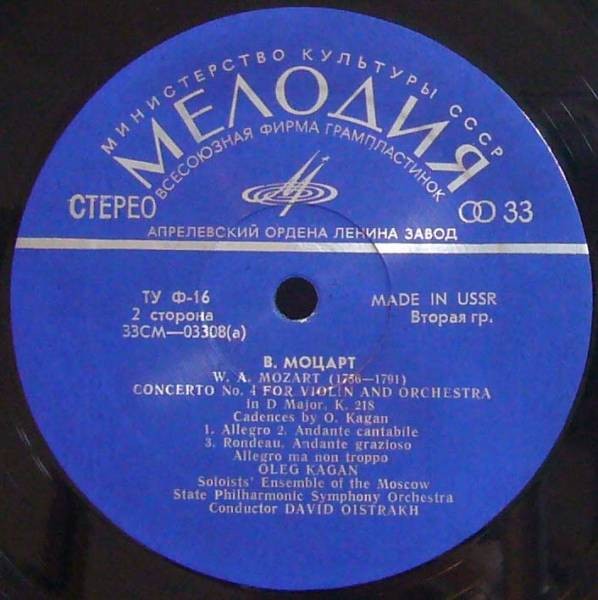 МИНИСТЕРСТВО КУЛЬТУРЫ СССР
МЕЛОДИЯ
ВСЕСОЮЗНАЯ ФИРМА ГРАМПЛАСТИНОК
СТЕРЕО
33
АПРЕЛЕВСКИЙ ОРДЕНА ЛЕНИНА ЗАВОД
ТУ Ф-16
MADE IN USSR
2 сторона
Вторая гр.
33СМ—03308(а)
В. МОЦАРТ
W. A. MOZART (1756—1791)
CONCERTO No. 4 FOR VIOLIN AND ORCHESTRA
in D Major, K. 218
Cadences by O. Kagan
1. Allegro 2. Andante cantabile
3. Rondeau. Andante grazioso
Allegro ma non troppo
OLEG KAGAN
Soloists' Ensemble of the Moscow
State Philharmonic Symphony Orchestra
Conductor DAVID OISTRAKH